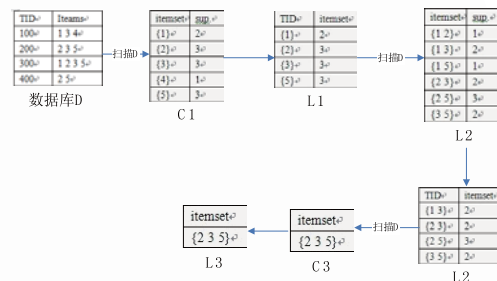 TID Iteams
100 1 3 4
200 2 3 5
300 1 2 3 5
400 2 5
数据库D
扫描D
itemset sup.
{1} 2
{2} 3
{3} 3
{4} 1
{5} 3
C1
TID itemset
{1} 2
{2} 3
{3} 3
{5} 3
L1
扫描D
itemset sup
{1 2} 1
{1 3} 2
{1 5} 1
{2 3} 2
{2 5} 3
{3 5} 2
L2
TID itemset
{1 3} 2
{2 3} 2
{2 5} 3
{3 5} 2
L2
扫描D
itemset
{2 3 5}
C3
itemset
{2 3 5}
L3